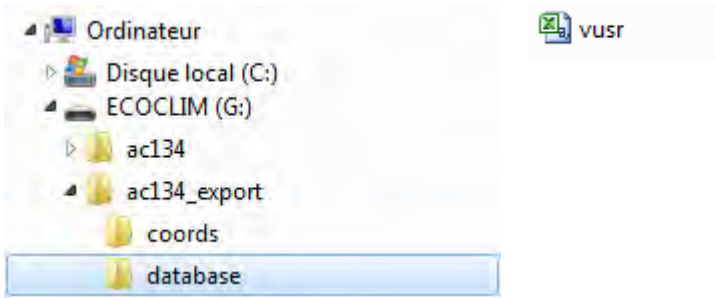 Ordinateur
Disque local (C:)
ECOCLIM (G:)
ac134
ac134_export
coords
database
vusr